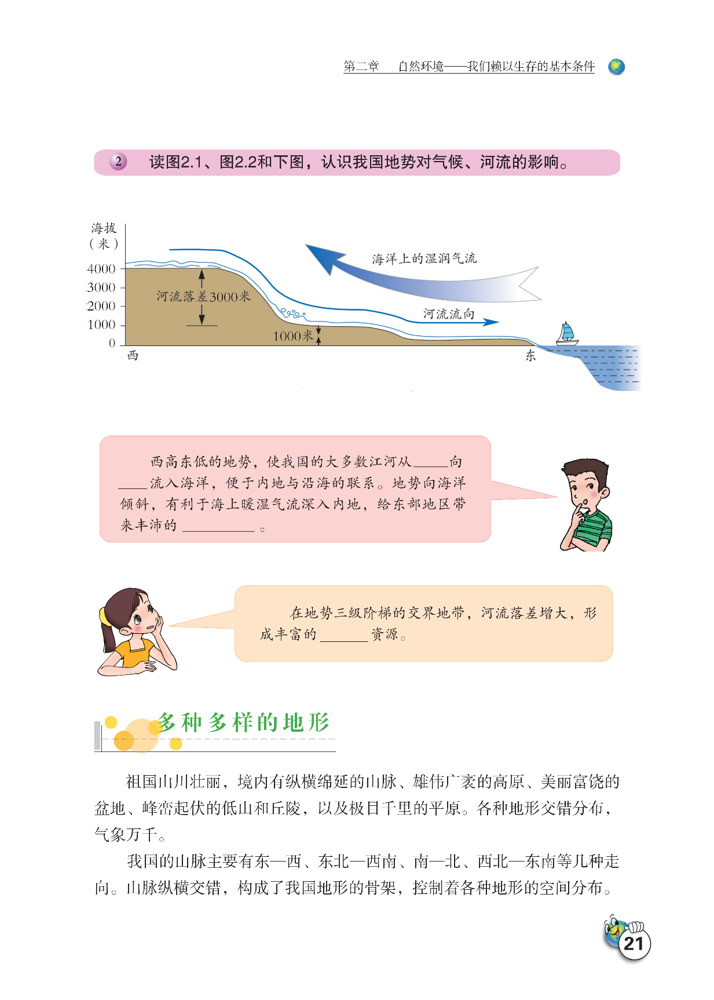 第二章 自然环境——我们赖以生存的基本条件
2 读图2.1、图2.2和下图，认识我国地势对气候、河流的影响。
海拔
（米）
4000
3000
2000
1000
0
海洋上的湿润气流
河流落差3000米
河流流向
1000米
西
东
西高东低的地势，使我国的大多数江河从_____向
____流入海洋，便于内地与沿海的联系。地势向海洋
倾斜，有利于海上暖湿气流深入内地，给东部地区带
来丰沛的 __________ 。
在地势三级阶梯的交界地带，河流落差增大，形
成丰富的 _______ 资源。
多种多样的地形
祖国山川壮丽，境内有纵横绵延的山脉、雄伟广袤的高原、美丽富饶的
盆地、峰峦起伏的低山和丘陵，以及极目千里的平原。各种地形交错分布，
气象万千。
我国的山脉主要有东—西、东北—西南、南—北、西北—东南等几种走
向。山脉纵横交错，构成了我国地形的骨架，控制着各种地形的空间分布。
21